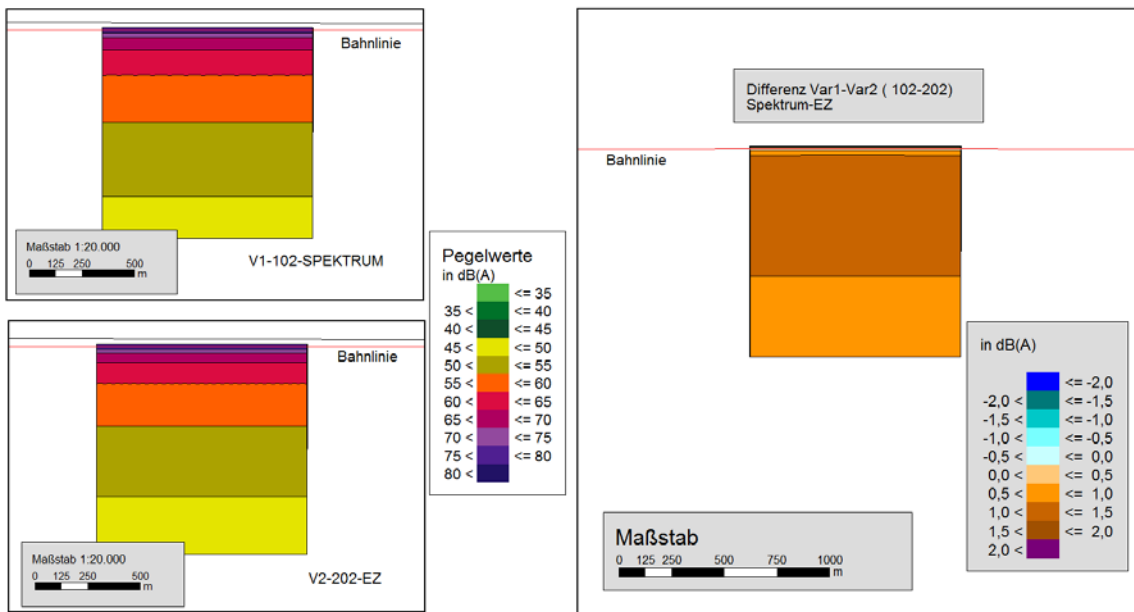 Bahnlinie
Maßstab 1:20.000
0 125 250 500
m
V1-102-SPEKTRUM
Bahnlinie
Maßstab 1:20.000
0 125 250 500
m
V2-202-EZ
Pegelwerte
in dB(A)
<= 35
35 < <= 40
40 < <= 45
45 < <= 50
50 < <= 55
55 < <= 60
60 < <= 65
65 < <= 70
70 < <= 75
75 < <= 80
80 <
Differenz Var1-Var2 ( 102-202)
Spektrum-EZ
Bahnlinie
Maßstab
0 125 250 500 750 1000
m
in dB(A)
<= -2,0
-2,0 < <= -1,5
-1,5 < <= -1,0
-1,0 < <= -0,5
-0,5 < <= 0,0
0,0 < <= 0,5
0,5 < <= 1,0
1,0 < <= 1,5
1,5 < <= 2,0
2,0 <